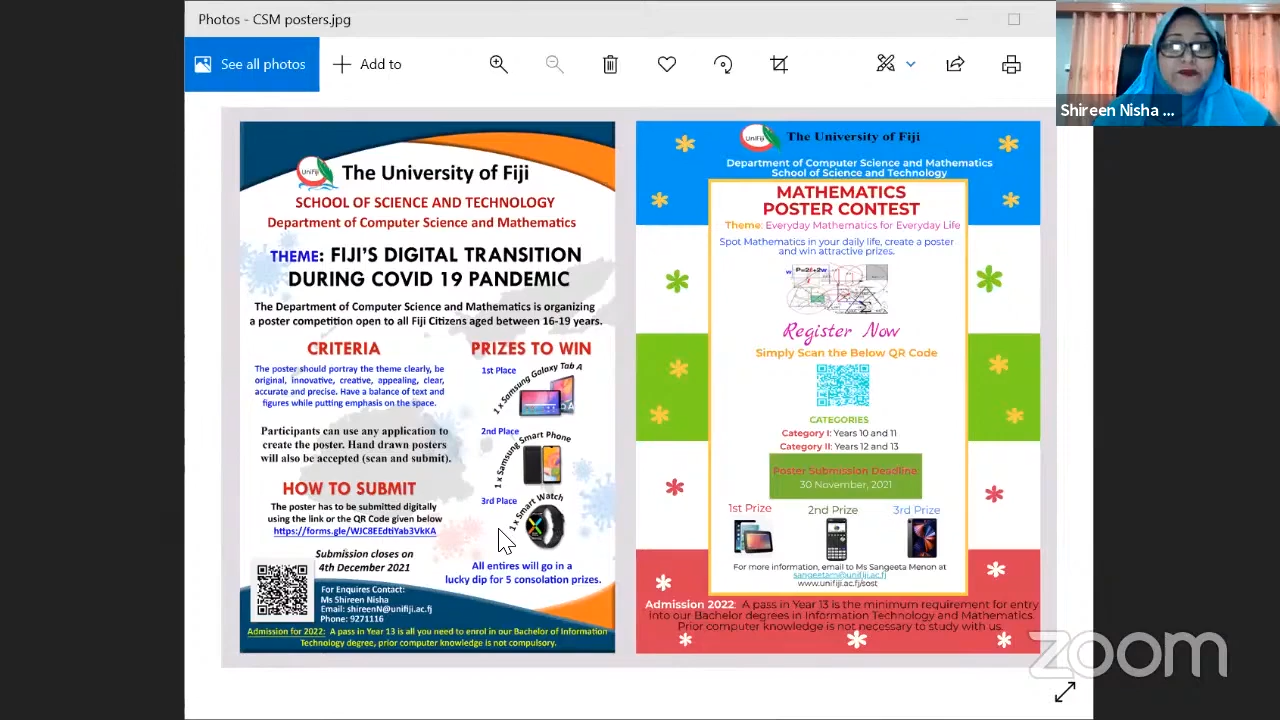 Photos - CSM posters.jpg
See all photos
Add to
Shireen Nisha ...
UniFiji
The University of Fiji
SCHOOL OF SCIENCE AND TECHNOLOGY
Department of Computer Science and Mathematics
THEME: FIJI'S DIGITAL TRANSITION
DURING COVID 19 PANDEMIC
The Department of Computer Science and Mathematics is organizing
a poster competition open to all Fiji Citizens aged between 16-19 years.
CRITERIA
The poster should portray the theme clearly, be
original, innovative, creative, appealing, clear,
accurate and precise. Have a balance of text and
figures while putting emphasis on the space.
Participants can use any application to
create the poster. Hand drawn posters
will also be accepted (scan and submit).
HOW TO SUBMIT
The poster has to be submitted digitally
using the link or the QR Code given below
https://forms.gle/WJC8EEdtiYab3VkKA
Submission closes on
4th December 2021
PRIZES TO WIN
1st Place
1 x Samsung Galaxy Tab A
2nd Place
1 x Samsung Smart Phone
3rd Place
1 x Smart Watch
All entires will go in a
lucky dip for 5 consolation prizes.
For Enquires Contact:
Ms Shireen Nisha
Email: shireenN@unifiji.ac.fj
Phone: 9271116
Admission for 2022: A pass in Year 13 is all you need to enrol in our Bachelor of Information
Technology degree, prior computer knowledge is not compulsory.
UniFiji
The University of Fiji
Department of Computer Science and Mathematics
School of Science and Technology
MATHEMATICS
POSTER CONTEST
Theme: Everyday Mathematics for Everyday Life
Spot Mathematics in your daily life, create a poster
and win attractive prizes.
P=2ℓ+2w
Register Now
Simply Scan the Below QR Code
CATEGORIES
Category I: Years 10 and 11
Category II: Years 12 and 13
Poster Submission Deadline:
30 November, 2021
1st Prize
2nd Prize
3rd Prize
For more information, email to Ms Sangeeta Menon at
sangeetam@unifiji.ac.fj
www.unifiji.ac.fj/sost
Admission 2022: A pass in Year 13 is the minimum requirement for entry
into our Bachelor degrees in Information Technology and Mathematics.
Prior computer knowledge is not necessary to study with us.
zoom